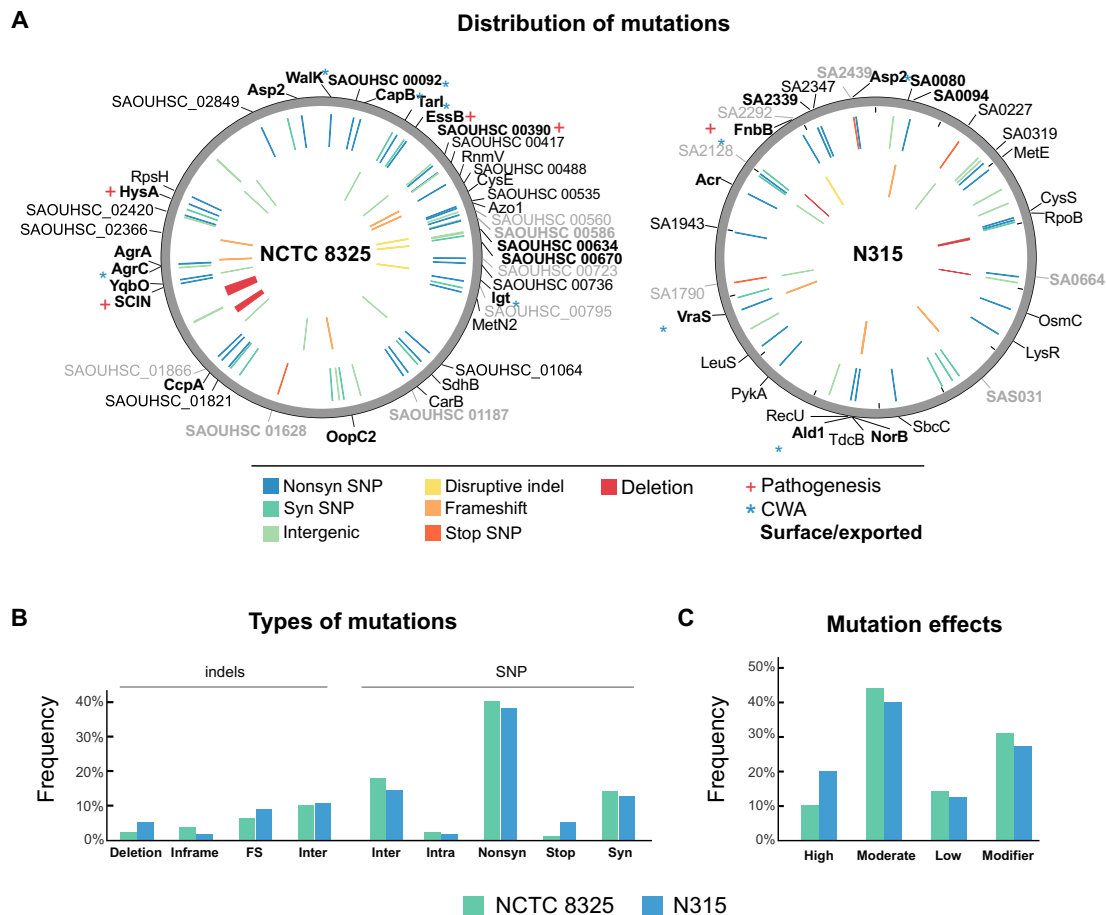 A
Distribution of mutations
WalK*
Asp2
SAOUHSC_02849
SAOUHSC 00092*
CapB*
TarI*
EssB+
SAOUHSC 00390 +
SAOUHSC 00417
RnmV
SAOUHSC 00488
CysE
SAOUHSC 00535
Azo1
SAOUHSC 00560
SAOUHSC 00586
SAOUHSC 00634
SAOUHSC 00670
SAOUHSC 00723
SAOUHSC 00736
lgt*
SAOUHSC_00795
MetN2
SAOUHSC_01064
SdhB
CarB
SAOUHSC 01187
OopC2
SAOUHSC 01628
SAOUHSC_01821
CcpA
SAOUHSC_01866
+ SCIN
YqbO
* AgrC
AgrA
SAOUHSC_02366
SAOUHSC_02420
+ HysA
RpsH
NCTC 8325
SA2439
Asp2*
SA0080
SA0094
SA0227
SA0319
MetE
CysS
RpoB
SA0664
OsmC
LysR
SAS031
SbcC
NorB
TdcB
Ald1
*
RecU
PykA
LeuS
VraS
*
SA1790
SA1943
Acr
SA2128
*
+ FnbB
SA2292
SA2339
SA2347
N315
Nonsyn SNP
Syn SNP
Intergenic
Disruptive indel
Frameshift
Stop SNP
Deletion
+ Pathogenesis
* CWA
Surface/exported
B
Types of mutations
indels
SNP
Frequency
40%
30%
20%
10%
0%
Deletion Inframe FS Inter Inter Intra Nonsyn Stop Syn
C
Mutation effects
Frequency
50%
40%
30%
20%
10%
0%
High Moderate Low Modifier
NCTC 8325 N315